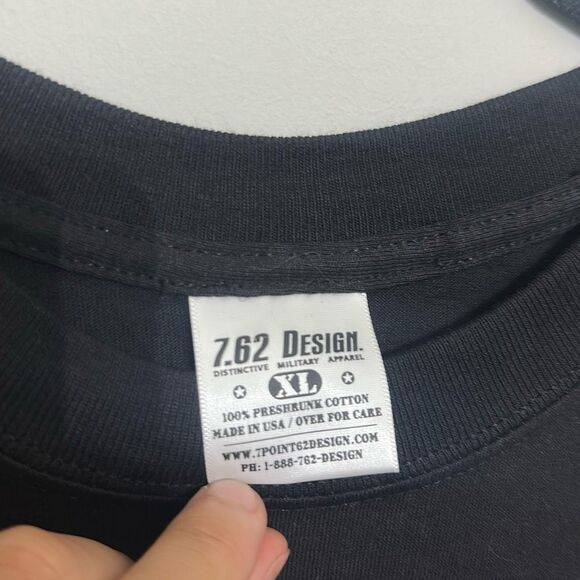 7.62 DESIGN.
DISTINCTIVE MILITARY APPAREL
XL
100% PRESHRUNK COTTON
MADE IN USA / OVER FOR CARE
WWW.7POINT62DESIGN.COM
PH: 1-888-762-DESIGN